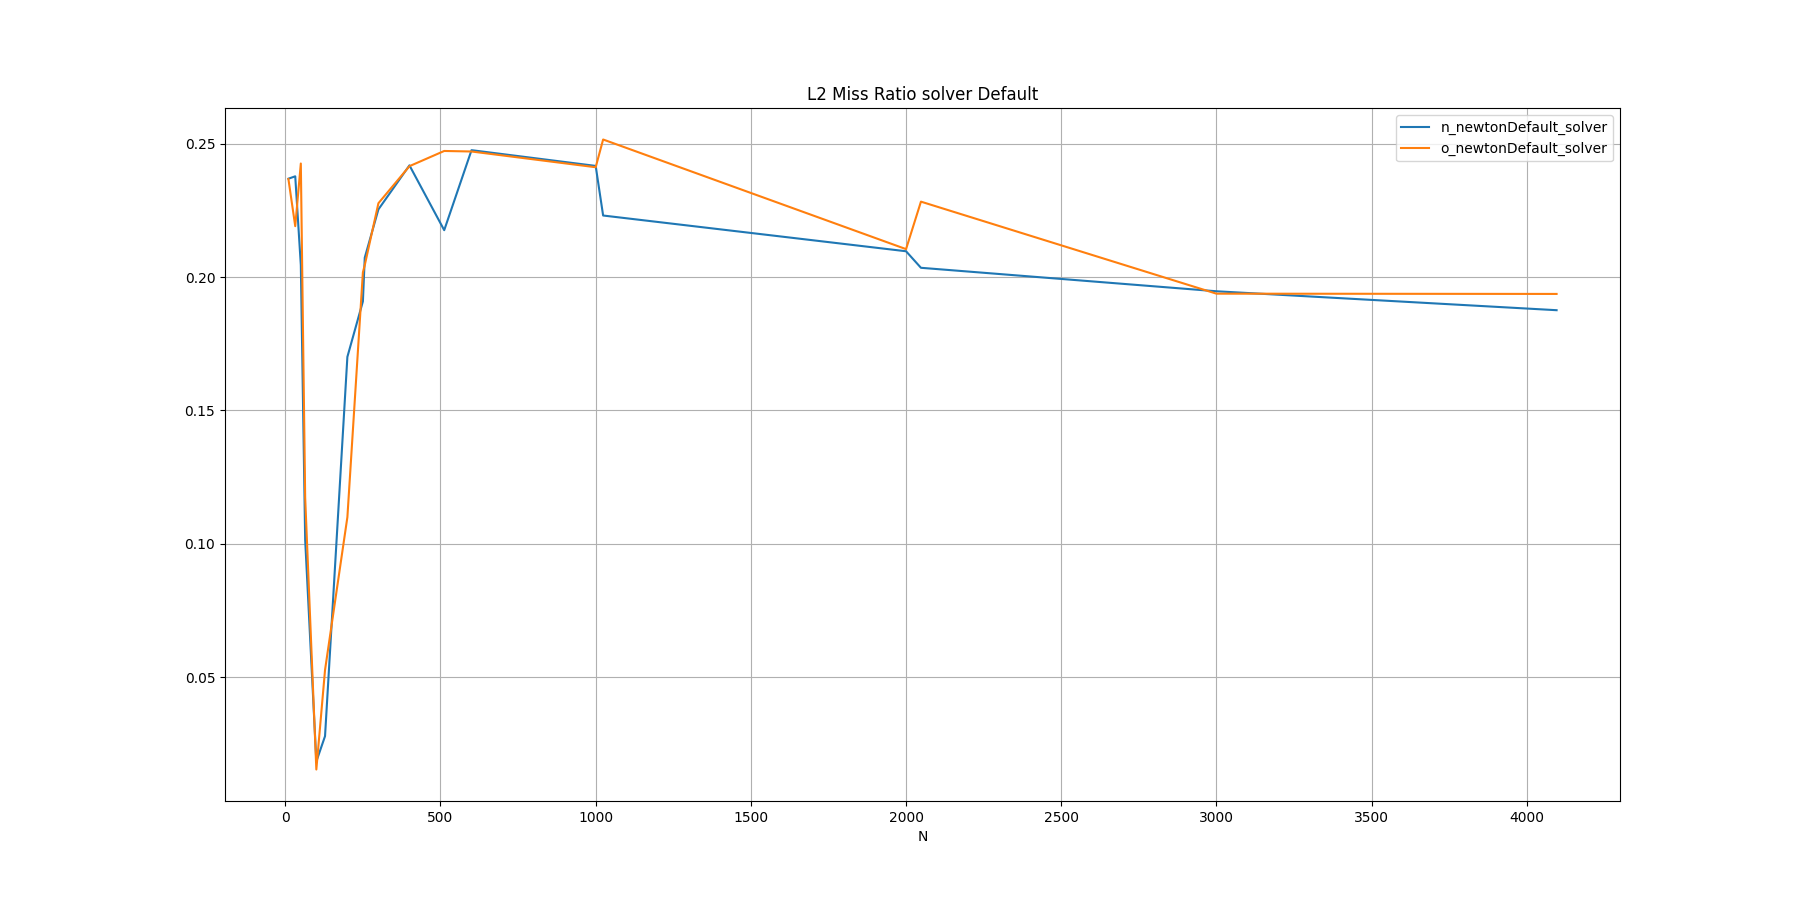 L2 Miss Ratio solver Default
n_newtonDefault_solver
o_newtonDefault_solver
0.25
0.20
0.15
0.10
0.05
0 500 1000 1500 2000 2500 3000 3500 4000
N